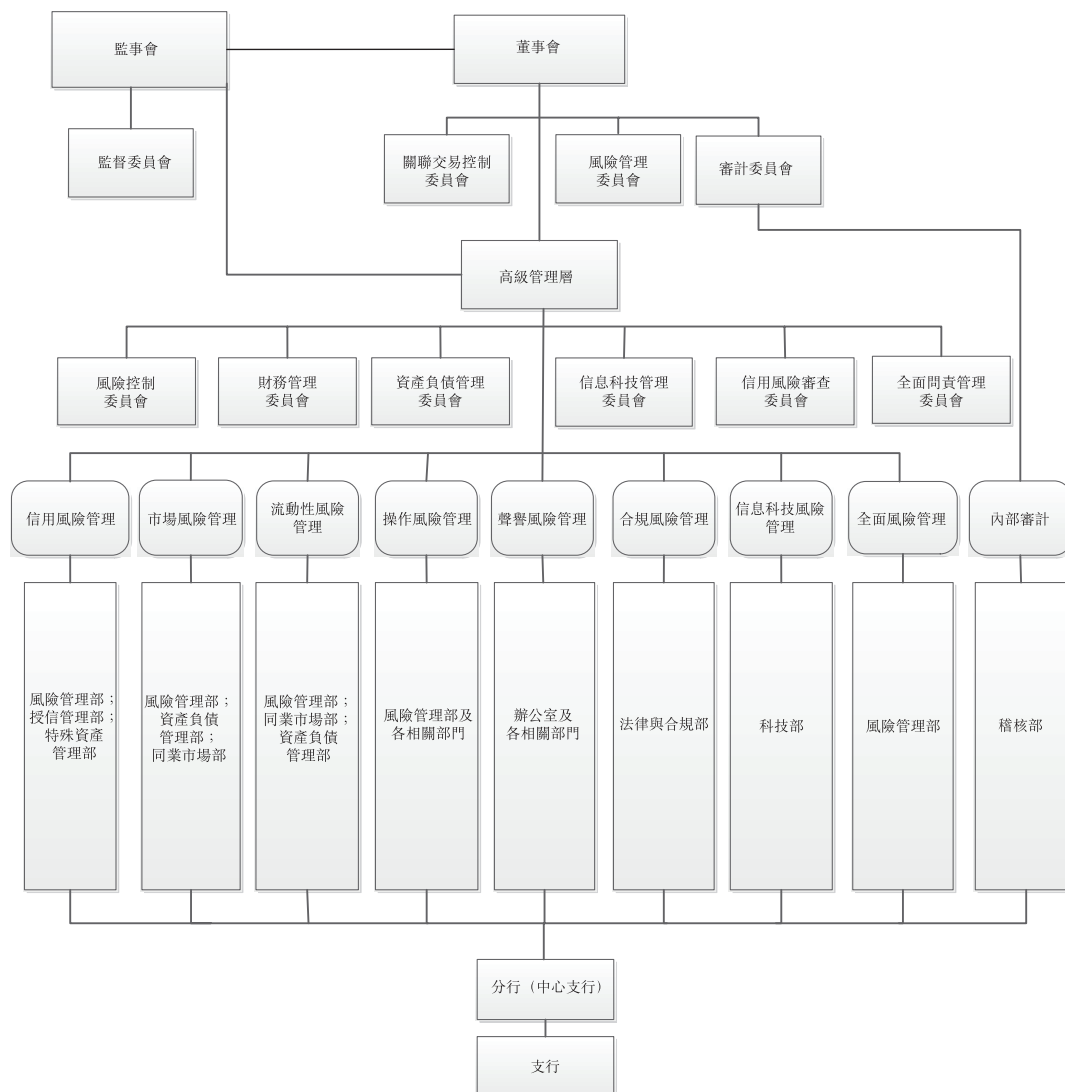 監事會
董事會
監督委員會
關聯交易控制
委員會
風險管理
委員會
審計委員會
高級管理層
風險控制
委員會
財務管理
委員會
資產負債管理
委員會
信息科技管理
委員會
信用風險審查
委員會
全面問責管理
委員會
信用風險管理
市場風險管理
流動性風險
管理
操作風險管理
聲譽風險管理
合規風險管理
信息科技風險
管理
全面風險管理
內部審計
風險管理部；
授信管理部；
特殊資產
管理部
風險管理部；
資產負債
管理部；
同業市場部
風險管理部；
同業市場部；
資產負債
管理部
風險管理部及
各相關部門
辦公室及
各相關部門
法律與合規部
科技部
風險管理部
稽核部
分行（中心支行）
支行